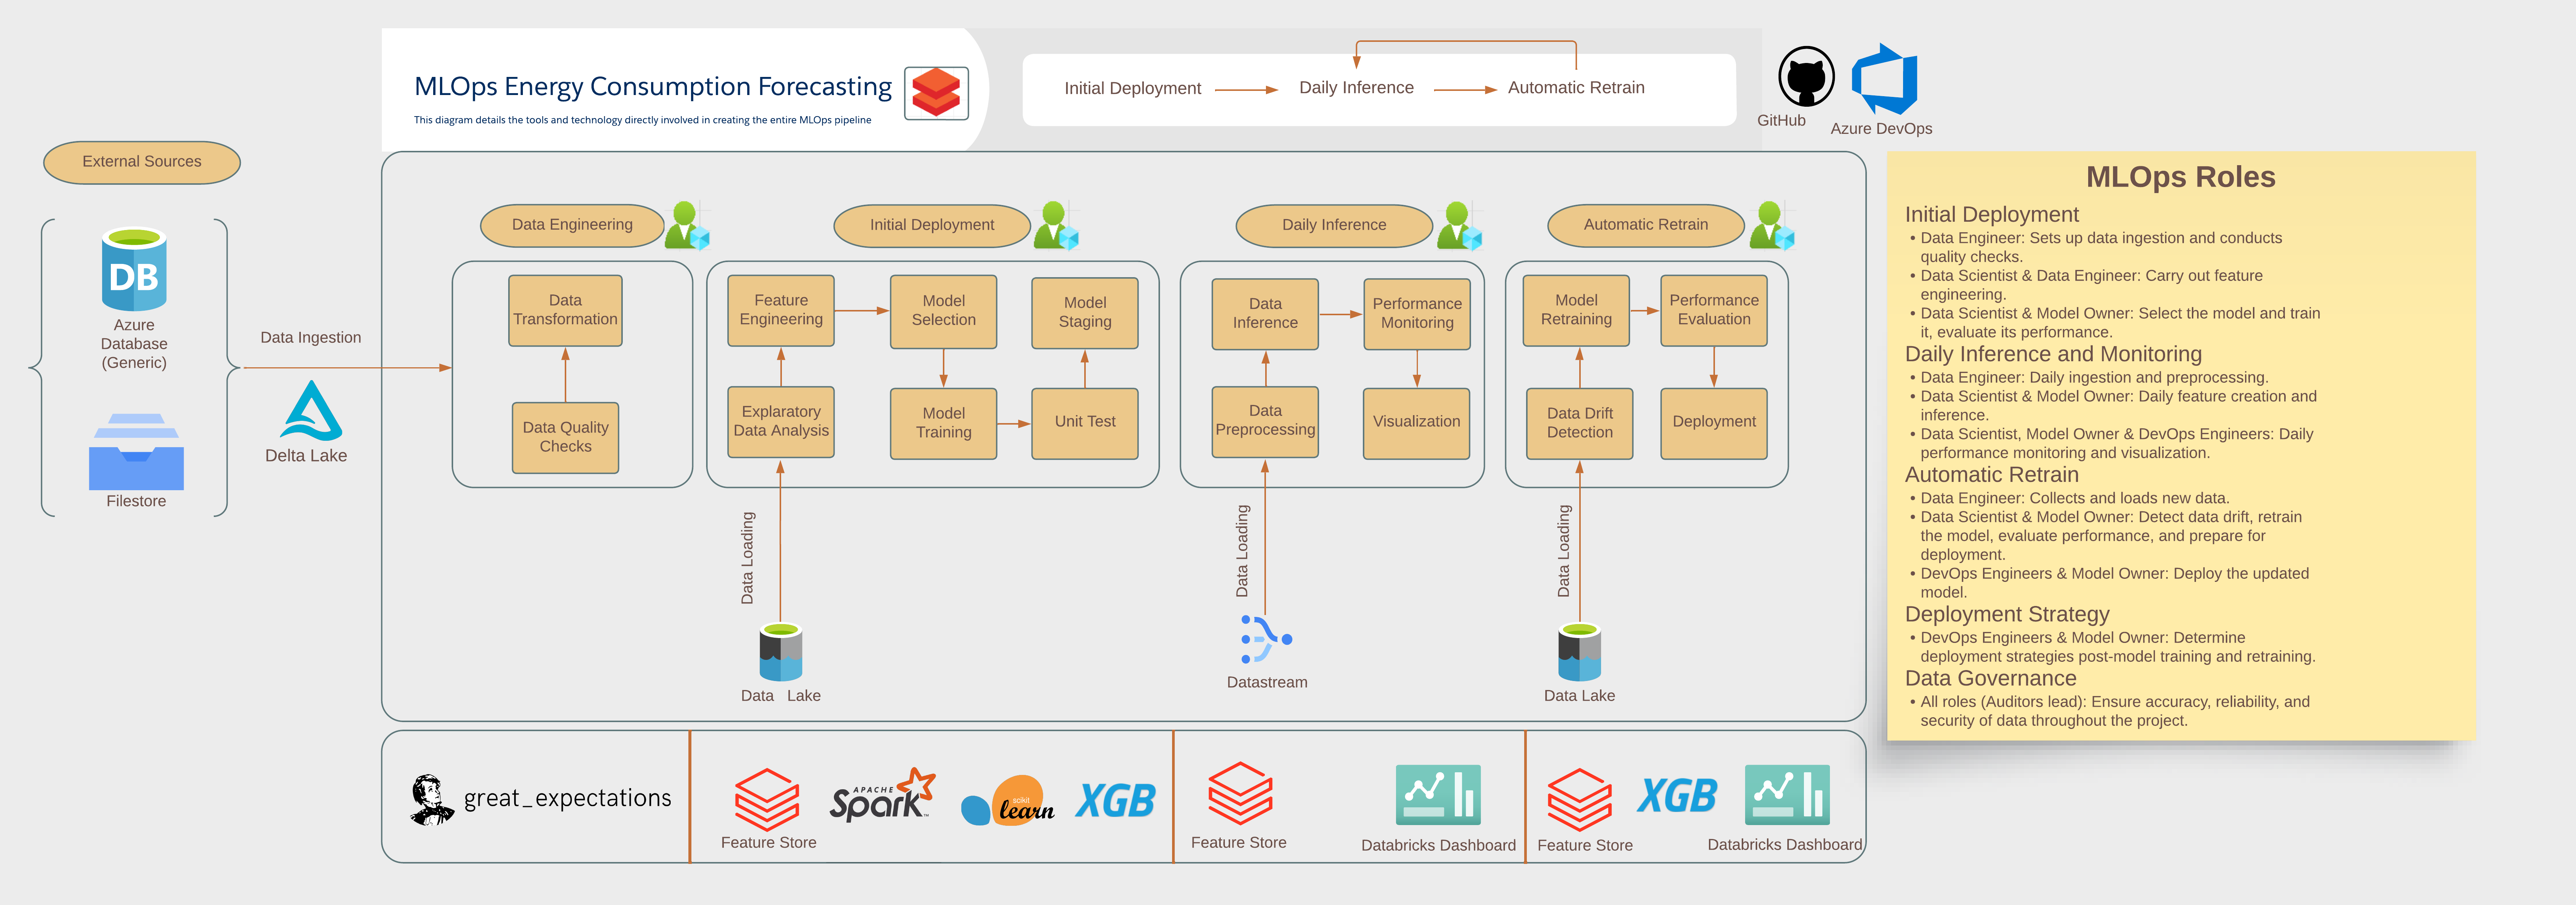 MLOps Energy Consumption Forecasting
This diagram details the tools and technology directly involved in creating the entire MLOps pipeline
Initial Deployment
Daily Inference
Automatic Retrain
GitHub
Azure DevOps
External Sources
DB
Azure
Database
(Generic)
Filestore
Data Ingestion
Delta Lake
Data Engineering
Data
Transformation
Data Quality
Checks
Initial Deployment
Feature
Engineering
Model
Selection
Model
Staging
Explaratory
Data Analysis
Model
Training
Unit Test
Data Loading
Data Lake
Daily Inference
Data
Inference
Performance
Monitoring
Data
Preprocessing
Visualization
Data Loading
Datastream
Automatic Retrain
Model
Retraining
Performance
Evaluation
Data Drift
Detection
Deployment
Data Loading
Data Lake
great_expectations
Feature Store
APACHE
Spark™
scikit
learn
XGB
Feature Store
Databricks Dashboard
Feature Store
XGB
Databricks Dashboard
MLOps Roles
Initial Deployment
• Data Engineer: Sets up data ingestion and conducts
quality checks.
• Data Scientist & Data Engineer: Carry out feature
engineering.
• Data Scientist & Model Owner: Select the model and train
it, evaluate its performance.
Daily Inference and Monitoring
• Data Engineer: Daily ingestion and preprocessing.
• Data Scientist & Model Owner: Daily feature creation and
inference.
• Data Scientist, Model Owner & DevOps Engineers: Daily
performance monitoring and visualization.
Automatic Retrain
• Data Engineer: Collects and loads new data.
• Data Scientist & Model Owner: Detect data drift, retrain
the model, evaluate performance, and prepare for
deployment.
• DevOps Engineers & Model Owner: Deploy the updated
model.
Deployment Strategy
• DevOps Engineers & Model Owner: Determine
deployment strategies post-model training and retraining.
Data Governance
• All roles (Auditors lead): Ensure accuracy, reliability, and
security of data throughout the project.